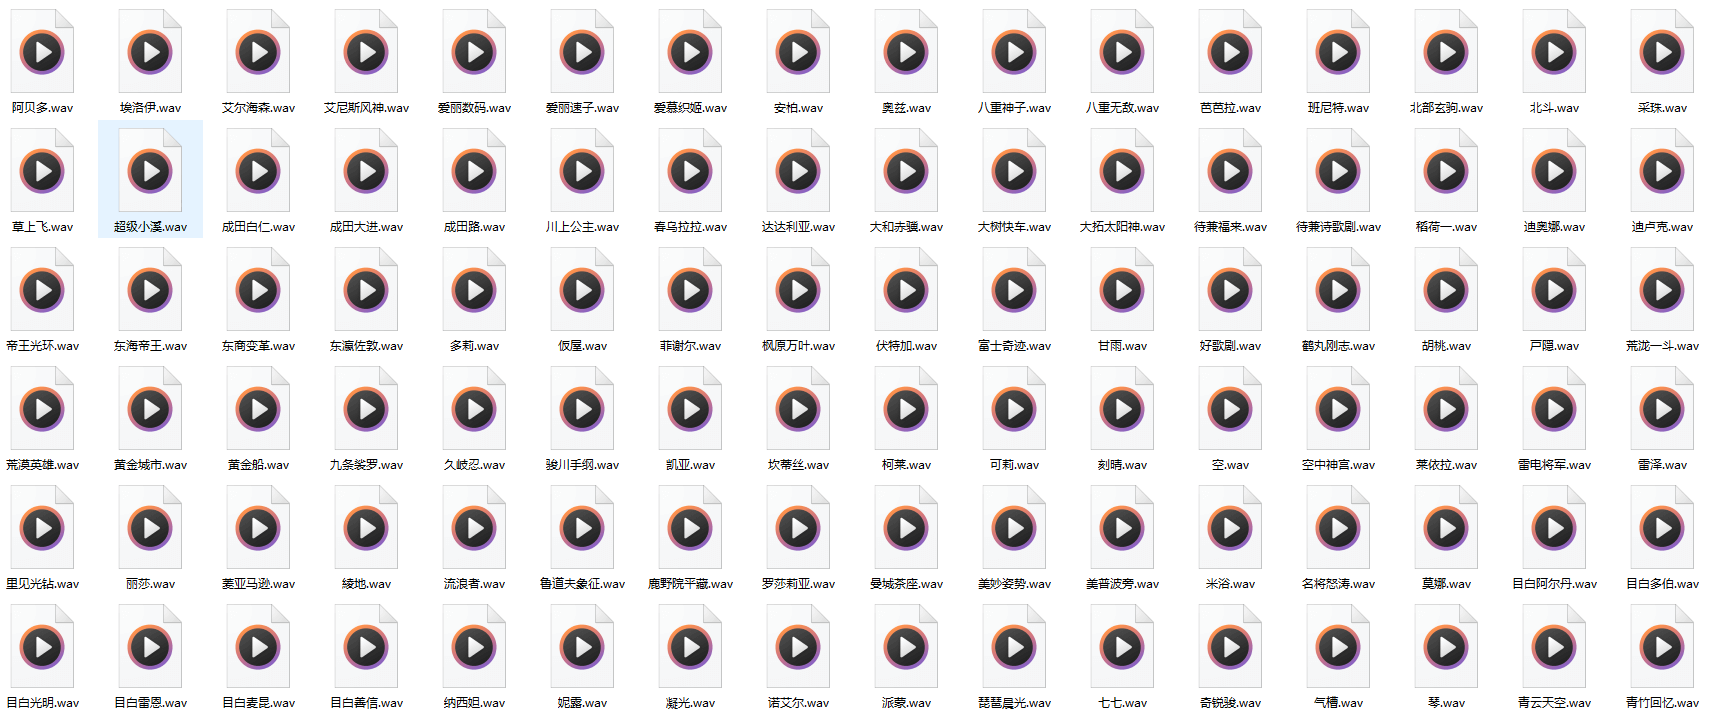 阿贝多.wav 埃洛伊.wav 艾尔海森.wav 艾尼斯风神.wav 爱丽数码.wav 爱丽速子.wav 爱慕织姬.wav 安柏.wav 奥兹.wav 八重神子.wav 八重无敌.wav 芭芭拉.wav 班尼特.wav 北部玄驹.wav 北斗.wav 采珠.wav
草上飞.wav 超级小溪.wav 成田白仁.wav 成田大进.wav 成田路.wav 川上公主.wav 春乌拉拉.wav 达达利亚.wav 大和赤骥.wav 大树快车.wav 大拓太阳神.wav 待兼福来.wav 待兼诗歌剧.wav 稻荷一.wav 迪奥娜.wav 迪卢克.wav
帝王光环.wav 东海帝王.wav 东商变革.wav 东瀛佐敦.wav 多莉.wav 仮屋.wav 菲谢尔.wav 枫原万叶.wav 伏特加.wav 富士奇迹.wav 甘雨.wav 好歌剧.wav 鹤丸刚志.wav 胡桃.wav 戸隠.wav 荒泷一斗.wav
荒漠英雄.wav 黄金城市.wav 黄金船.wav 九条裟罗.wav 久岐忍.wav 骏川手纲.wav 凯亚.wav 坎蒂丝.wav 柯莱.wav 可莉.wav 刻晴.wav 空.wav 空中神宫.wav 莱依拉.wav 雷电将军.wav 雷泽.wav
里见光钻.wav 丽莎.wav 菱亚马逊.wav 綾地.wav 流浪者.wav 鲁道夫象征.wav 鹿野院平藏.wav 罗莎莉亚.wav 曼城茶座.wav 美妙姿势.wav 美普波旁.wav 米浴.wav 名将怒涛.wav 莫娜.wav 目白阿尔丹.wav 目白多伯.wav
目白光明.wav 目白雷恩.wav 目白麦昆.wav 目白善信.wav 纳西妲.wav 妮露.wav 凝光.wav 诺艾尔.wav 派蒙.wav 琵琶晨光.wav 七七.wav 奇锐骏.wav 气槽.wav 琴.wav 青云天空.wav 青竹回忆.wav